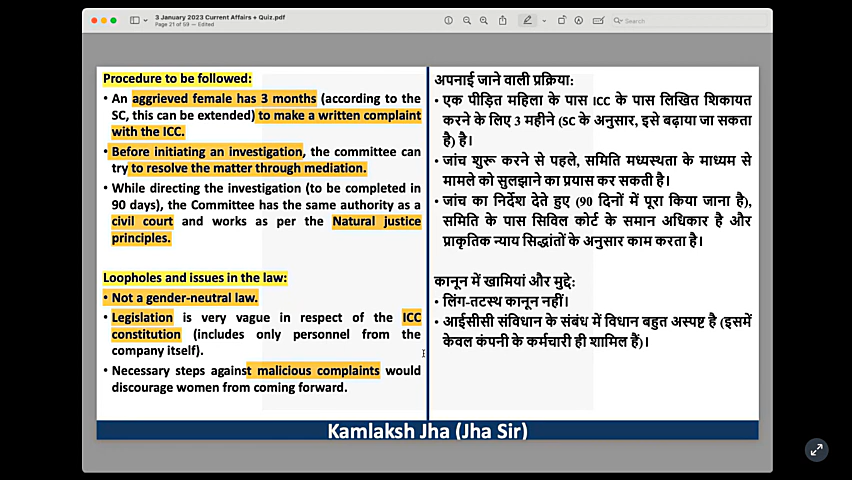 3 January 2023 Current Affairs + Quiz.pdf
Page 21 of 59 — Edited
Search
Procedure to be followed:
• An aggrieved female has 3 months (according to the
SC, this can be extended) to make a written complaint
with the ICC.
• Before initiating an investigation, the committee can
try to resolve the matter through mediation.
• While directing the investigation (to be completed in
90 days), the Committee has the same authority as a
civil court and works as per the Natural justice
principles.
Loopholes and issues in the law:
• Not a gender-neutral law.
• Legislation is very vague in respect of the ICC
constitution (includes only personnel from the
company itself).
• Necessary steps against malicious complaints would
discourage women from coming forward.
अपनाई जाने वाली प्रक्रिया:
• एक पीड़ित महिला के पास ICC के पास लिखित शिकायत
करने के लिए 3 महीने (SC के अनुसार, इसे बढ़ाया जा सकता
है) है।
• जांच शुरू करने से पहले, समिति मध्यस्थता के माध्यम से
मामले को सुलझाने का प्रयास कर सकती है।
• जांच का निर्देश देते हुए (90 दिनों में पूरा किया जाना है),
समिति के पास सिविल कोर्ट के समान अधिकार है और
प्राकृतिक न्याय सिद्धांतों के अनुसार काम करता है।
कानून में खामियां और मुद्दे:
• लिंग-तटस्थ कानून नहीं।
• आईसीसी संविधान के संबंध में विधान बहुत अस्पष्ट है (इसमें
केवल कंपनी के कर्मचारी ही शामिल हैं)।
Kamlaksh Jha (Jha Sir)